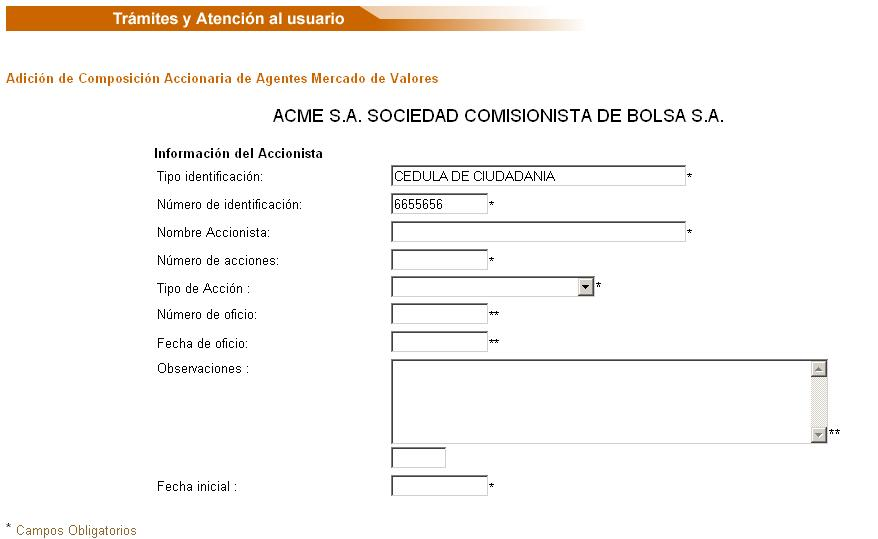 Trámites y Atención al usuario
Adición de Composición Accionaria de Agentes Mercado de Valores
ACME S.A. SOCIEDAD COMISIONISTA DE BOLSA S.A.
Información del Accionista
Tipo identificación: CEDULA DE CIUDADANIA *
Número de identificación: 6655656 *
Nombre Accionista: *
Número de acciones: *
Tipo de Acción : *
Número de oficio: **
Fecha de oficio: **
Observaciones : **
Fecha inicial : *
* Campos Obligatorios